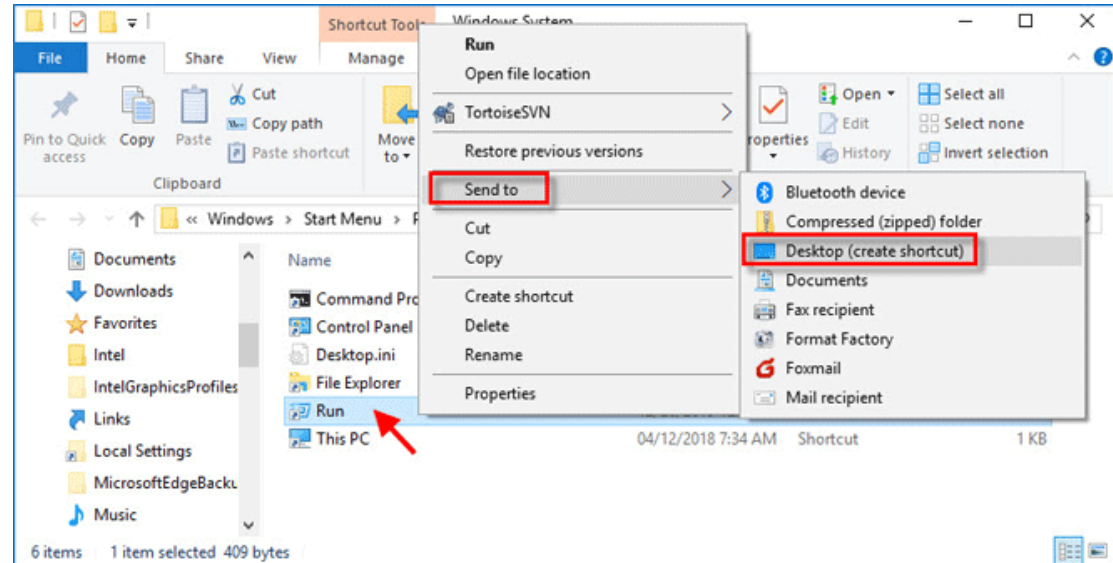 Shortcut Tools Windows System
File Home Share View Manage
Pin to Quick access
Copy
Paste
Cut
Copy path
Paste shortcut
Move to
Clipboard
Open
Edit
History
Select all
Select none
Invert selection
« Windows > Start Menu >
Documents
Downloads
Favorites
Intel
IntelGraphicsProfiles
Links
Local Settings
MicrosoftEdgeBacku
Music
Name
Command Pro
Control Panel
Desktop.ini
File Explorer
Run
This PC 04/12/2018 7:34 AM Shortcut 1 KB
Run
Open file location
TortoiseSVN
Restore previous versions
Send to
Cut
Copy
Create shortcut
Delete
Rename
Properties
Bluetooth device
Compressed (zipped) folder
Desktop (create shortcut)
Documents
Fax recipient
Format Factory
Foxmail
Mail recipient
6 items 1 item selected 409 bytes